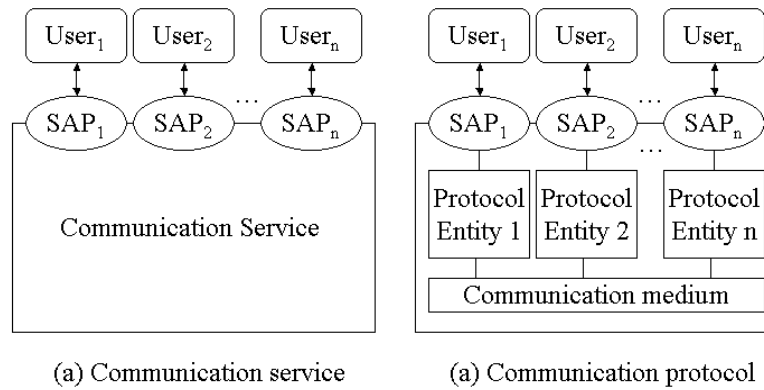 User₁ User₂ Userₙ
...
SAP₁ SAP₂ SAPₙ
Communication Service
(a) Communication service
User₁ User₂ Userₙ
...
SAP₁ SAP₂ SAPₙ
...
Protocol Entity 1
Protocol Entity 2
Protocol Entity n
Communication medium
(a) Communication protocol